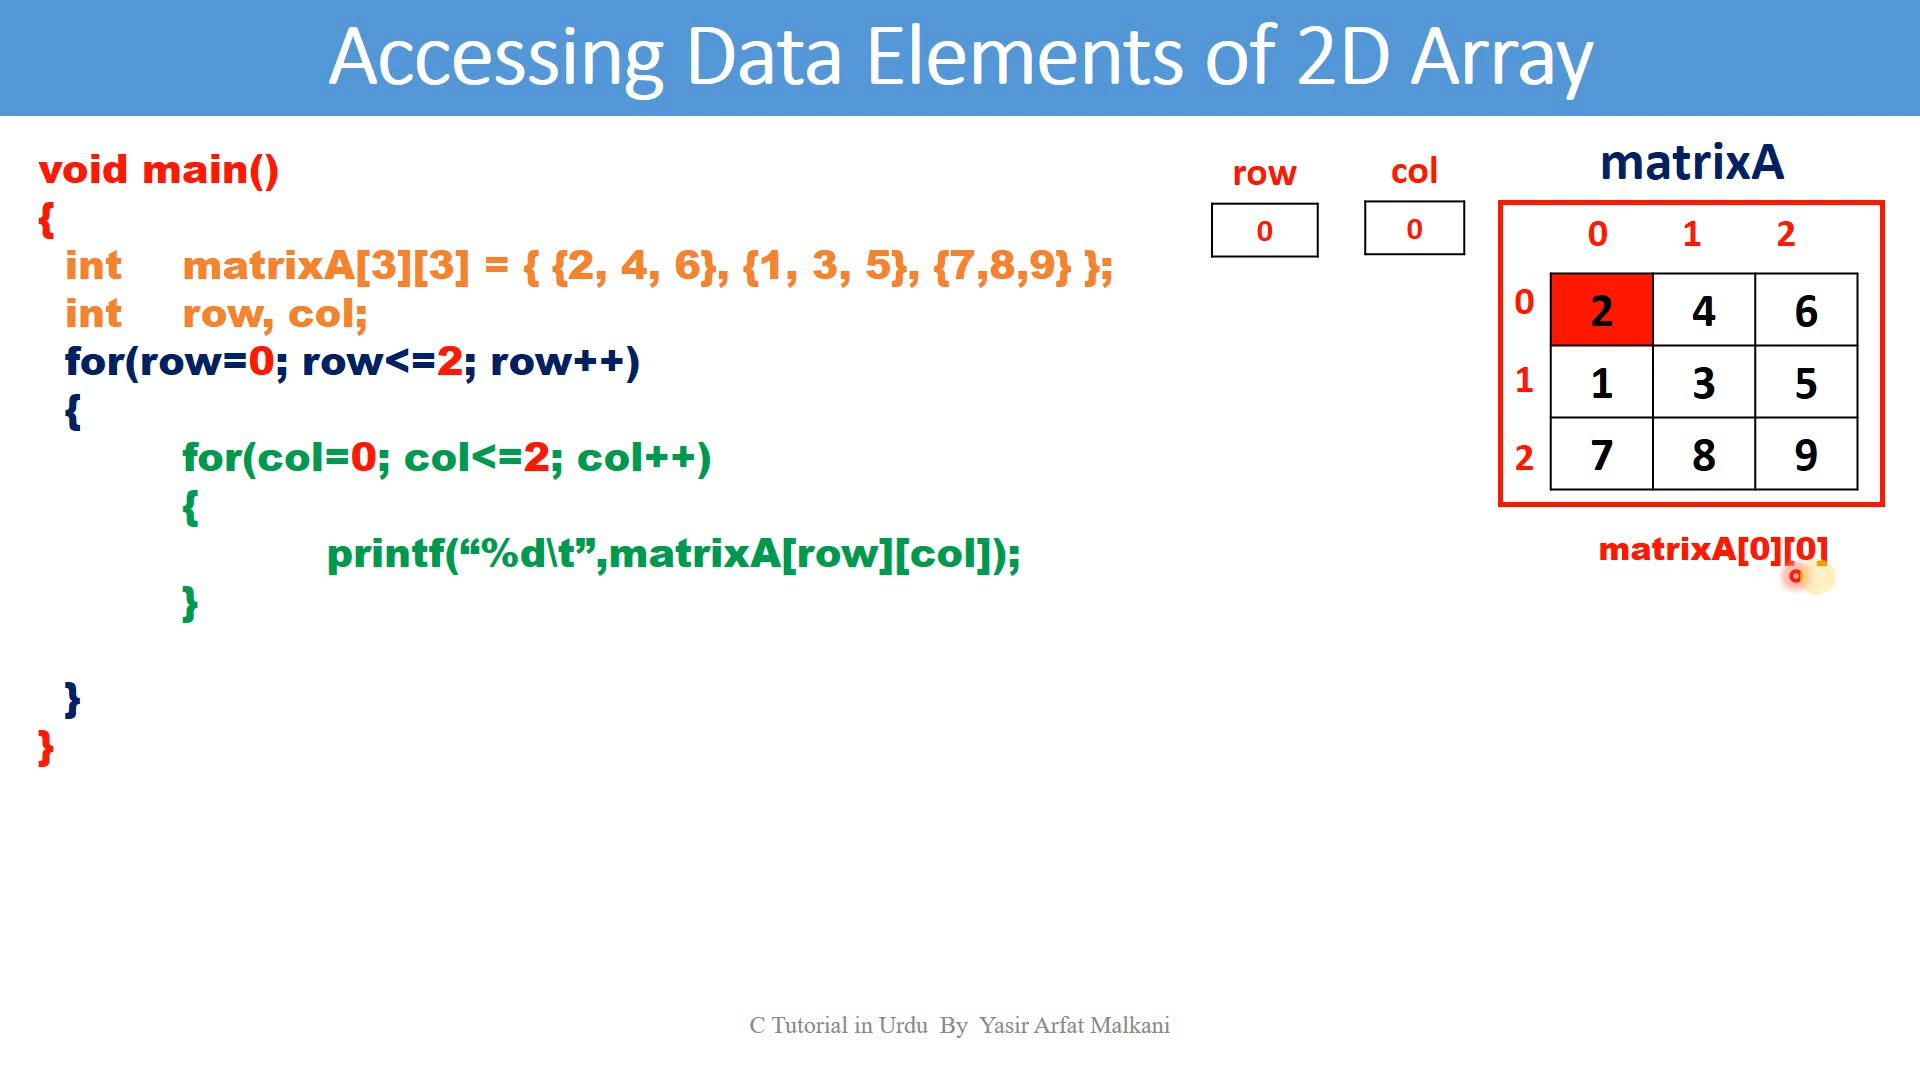 Accessing Data Elements of 2D Array
void main()
{
int matrixA[3][3] = { {2, 4, 6}, {1, 3, 5}, {7,8,9} };
int row, col;
for(row=0; row<=2; row++)
{
for(col=0; col<=2; col++)
{
printf(“%d\t”,matrixA[row][col]);
}
}
}
row col
0 0
matrixA
0 1 2
0 2 4 6
1 1 3 5
2 7 8 9
matrixA[0][0]
C Tutorial in Urdu By Yasir Arfat Malkani